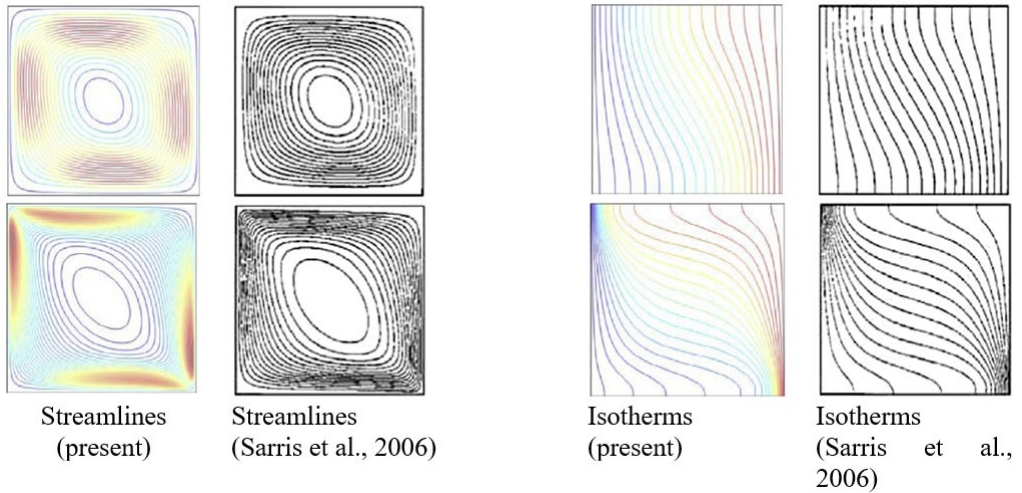 Streamlines
(present)
Streamlines
(Sarris et al., 2006)
Isotherms
(present)
Isotherms
(Sarris et al.,
2006)